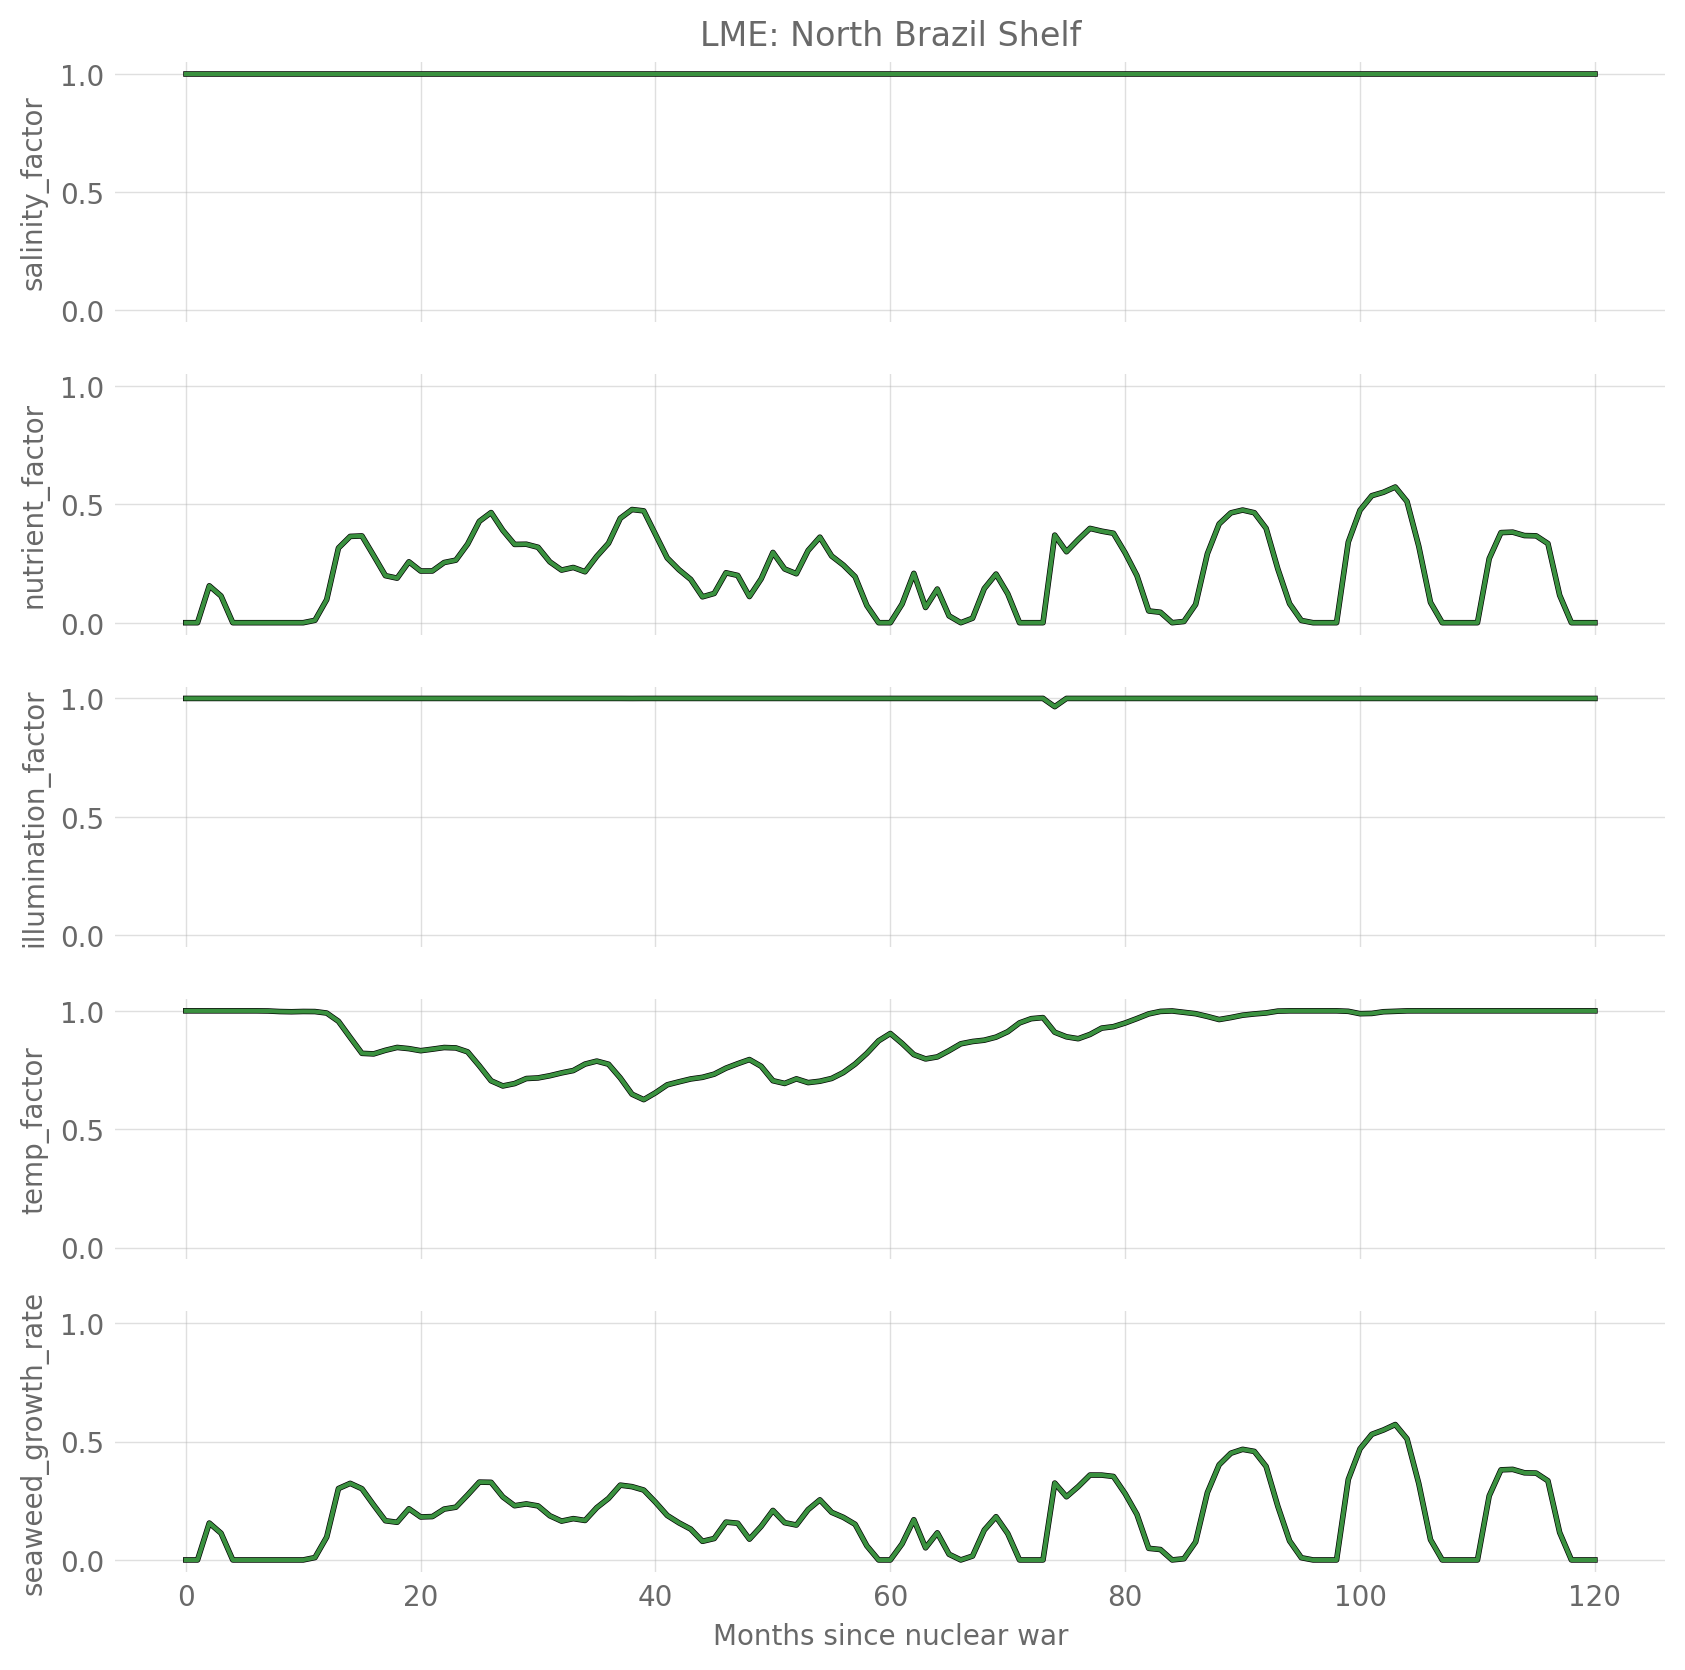 LME: North Brazil Shelf
1.0
0.5
0.0
salinity_factor
1.0
0.5
0.0
nutrient_factor
1.0
0.5
0.0
illumination_factor
1.0
0.5
0.0
temp_factor
1.0
0.5
0.0
seaweed_growth_rate
0 20 40 60 80 100 120
Months since nuclear war